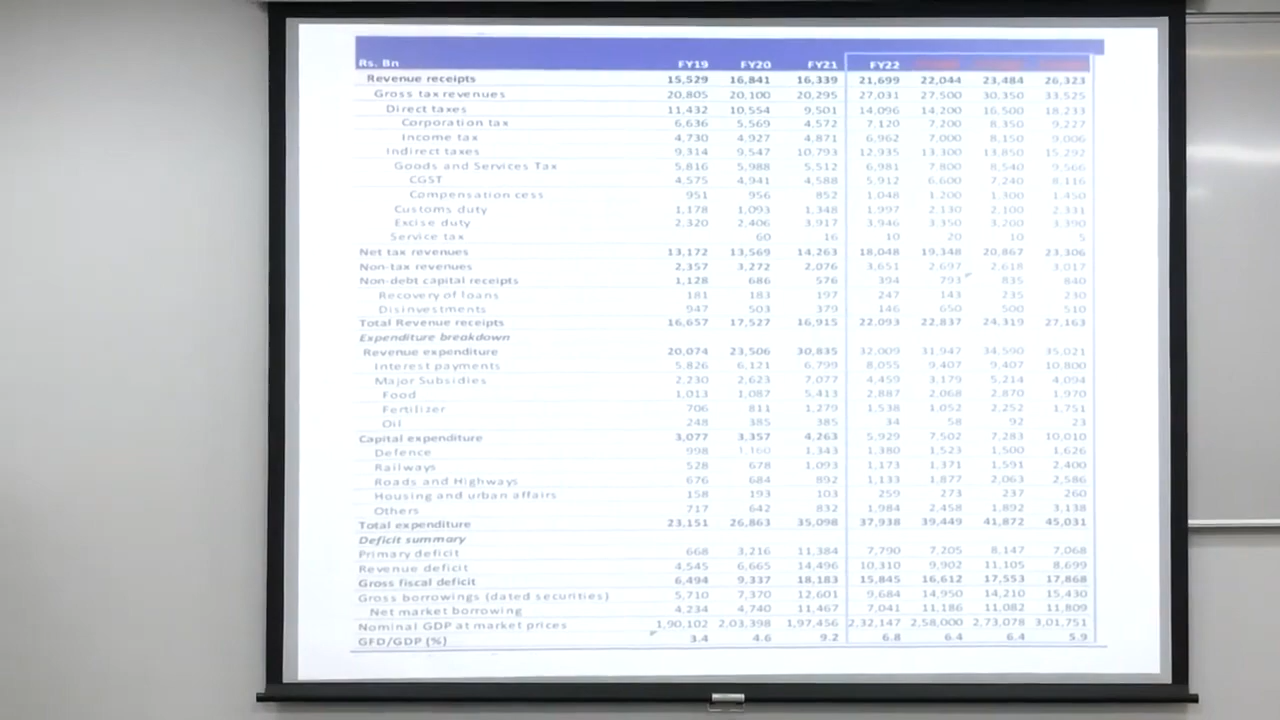 Rs. Bn FY19 FY20 FY21 FY22
Revenue receipts 15,529 16,841 16,339 21,699 22,044 23,484 26,323
Gross tax revenues 20,805 20,100 20,295 27,031 27,500 30,350 33,525
Direct taxes 11,432 10,554 9,501 14,096 14,200 16,500 18,233
Corporation tax 6,636 5,569 4,572 7,120 7,200 8,350 9,227
Income tax 4,730 4,927 4,871 6,962 7,000 8,150 9,006
Indirect taxes 9,314 9,547 10,793 12,935 13,300 13,850 15,292
Goods and Services Tax 5,816 5,988 5,512 6,981 7,800 8,540 9,566
CGST 4,575 4,941 4,588 5,912 6,600 7,240 8,116
Compensation cess 951 956 852 1,048 1,200 1,300 1,450
Customs duty 1,178 1,093 1,348 1,997 2,130 2,100 2,331
Excise duty 2,320 2,406 3,917 3,946 3,350 3,200 3,390
Service tax 60 16 10 20 10 5
Net tax revenues 13,172 13,569 14,263 18,048 19,348 20,867 23,306
Non-tax revenues 2,357 3,272 2,076 3,651 2,697 2,618 3,017
Non-debt capital receipts 1,128 686 576 394 793 835 840
Recovery of loans 181 183 197 247 143 235 230
Disinvestments 947 503 379 146 650 500 510
Total Revenue receipts 16,657 17,527 16,915 22,093 22,837 24,319 27,163
Expenditure breakdown
Revenue expenditure 20,074 23,506 30,835 32,009 31,947 34,590 35,021
Interest payments 5,826 6,121 6,799 8,055 9,407 9,407 10,800
Major Subsidies 2,230 2,623 7,077 4,459 3,179 5,214 4,094
Food 1,013 1,087 5,413 2,887 2,068 2,870 1,970
Fertilizer 706 811 1,279 1,538 1,052 2,252 1,751
Oil 248 385 385 34 58 92 23
Capital expenditure 3,077 3,357 4,263 5,929 7,502 7,283 10,010
Defence 998 1,160 1,343 1,380 1,523 1,500 1,626
Railways 528 678 1,093 1,173 1,371 1,591 2,400
Roads and Highways 676 684 892 1,133 1,877 2,063 2,586
Housing and urban affairs 158 193 103 259 273 237 260
Others 717 642 832 1,984 2,458 1,892 3,138
Total expenditure 23,151 26,863 35,098 37,938 39,449 41,872 45,031
Deficit summary
Primary deficit 668 3,216 11,384 7,790 7,205 8,147 7,068
Revenue deficit 4,545 6,665 14,496 10,310 9,902 11,105 8,699
Gross fiscal deficit 6,494 9,337 18,183 15,845 16,612 17,553 17,868
Gross borrowings (dated securities) 5,710 7,370 12,601 9,684 14,950 14,210 15,430
Net market borrowing 4,234 4,740 11,467 7,041 11,186 11,082 11,809
Nominal GDP at market prices 1,90,102 2,03,398 1,97,456 2,32,147 2,58,000 2,73,078 3,01,751
GFD/GDP (%) 3.4 4.6 9.2 6.8 6.4 6.4 5.9